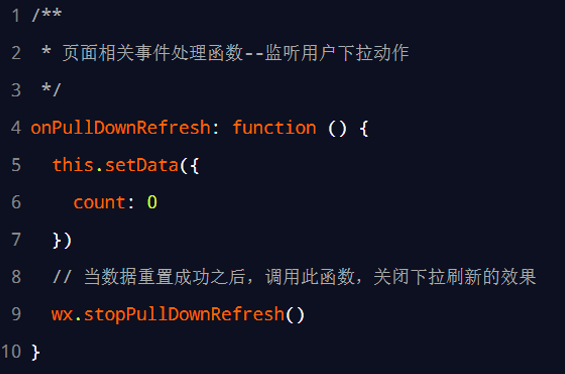 1 /**
2  * 页面相关事件处理函数--监听用户下拉动作
3  */
4 onPullDownRefresh: function () {
5   this.setData({
6     count: 0
7   })
8   // 当数据重置成功之后，调用此函数，关闭下拉刷新的效果
9   wx.stopPullDownRefresh()
10 }